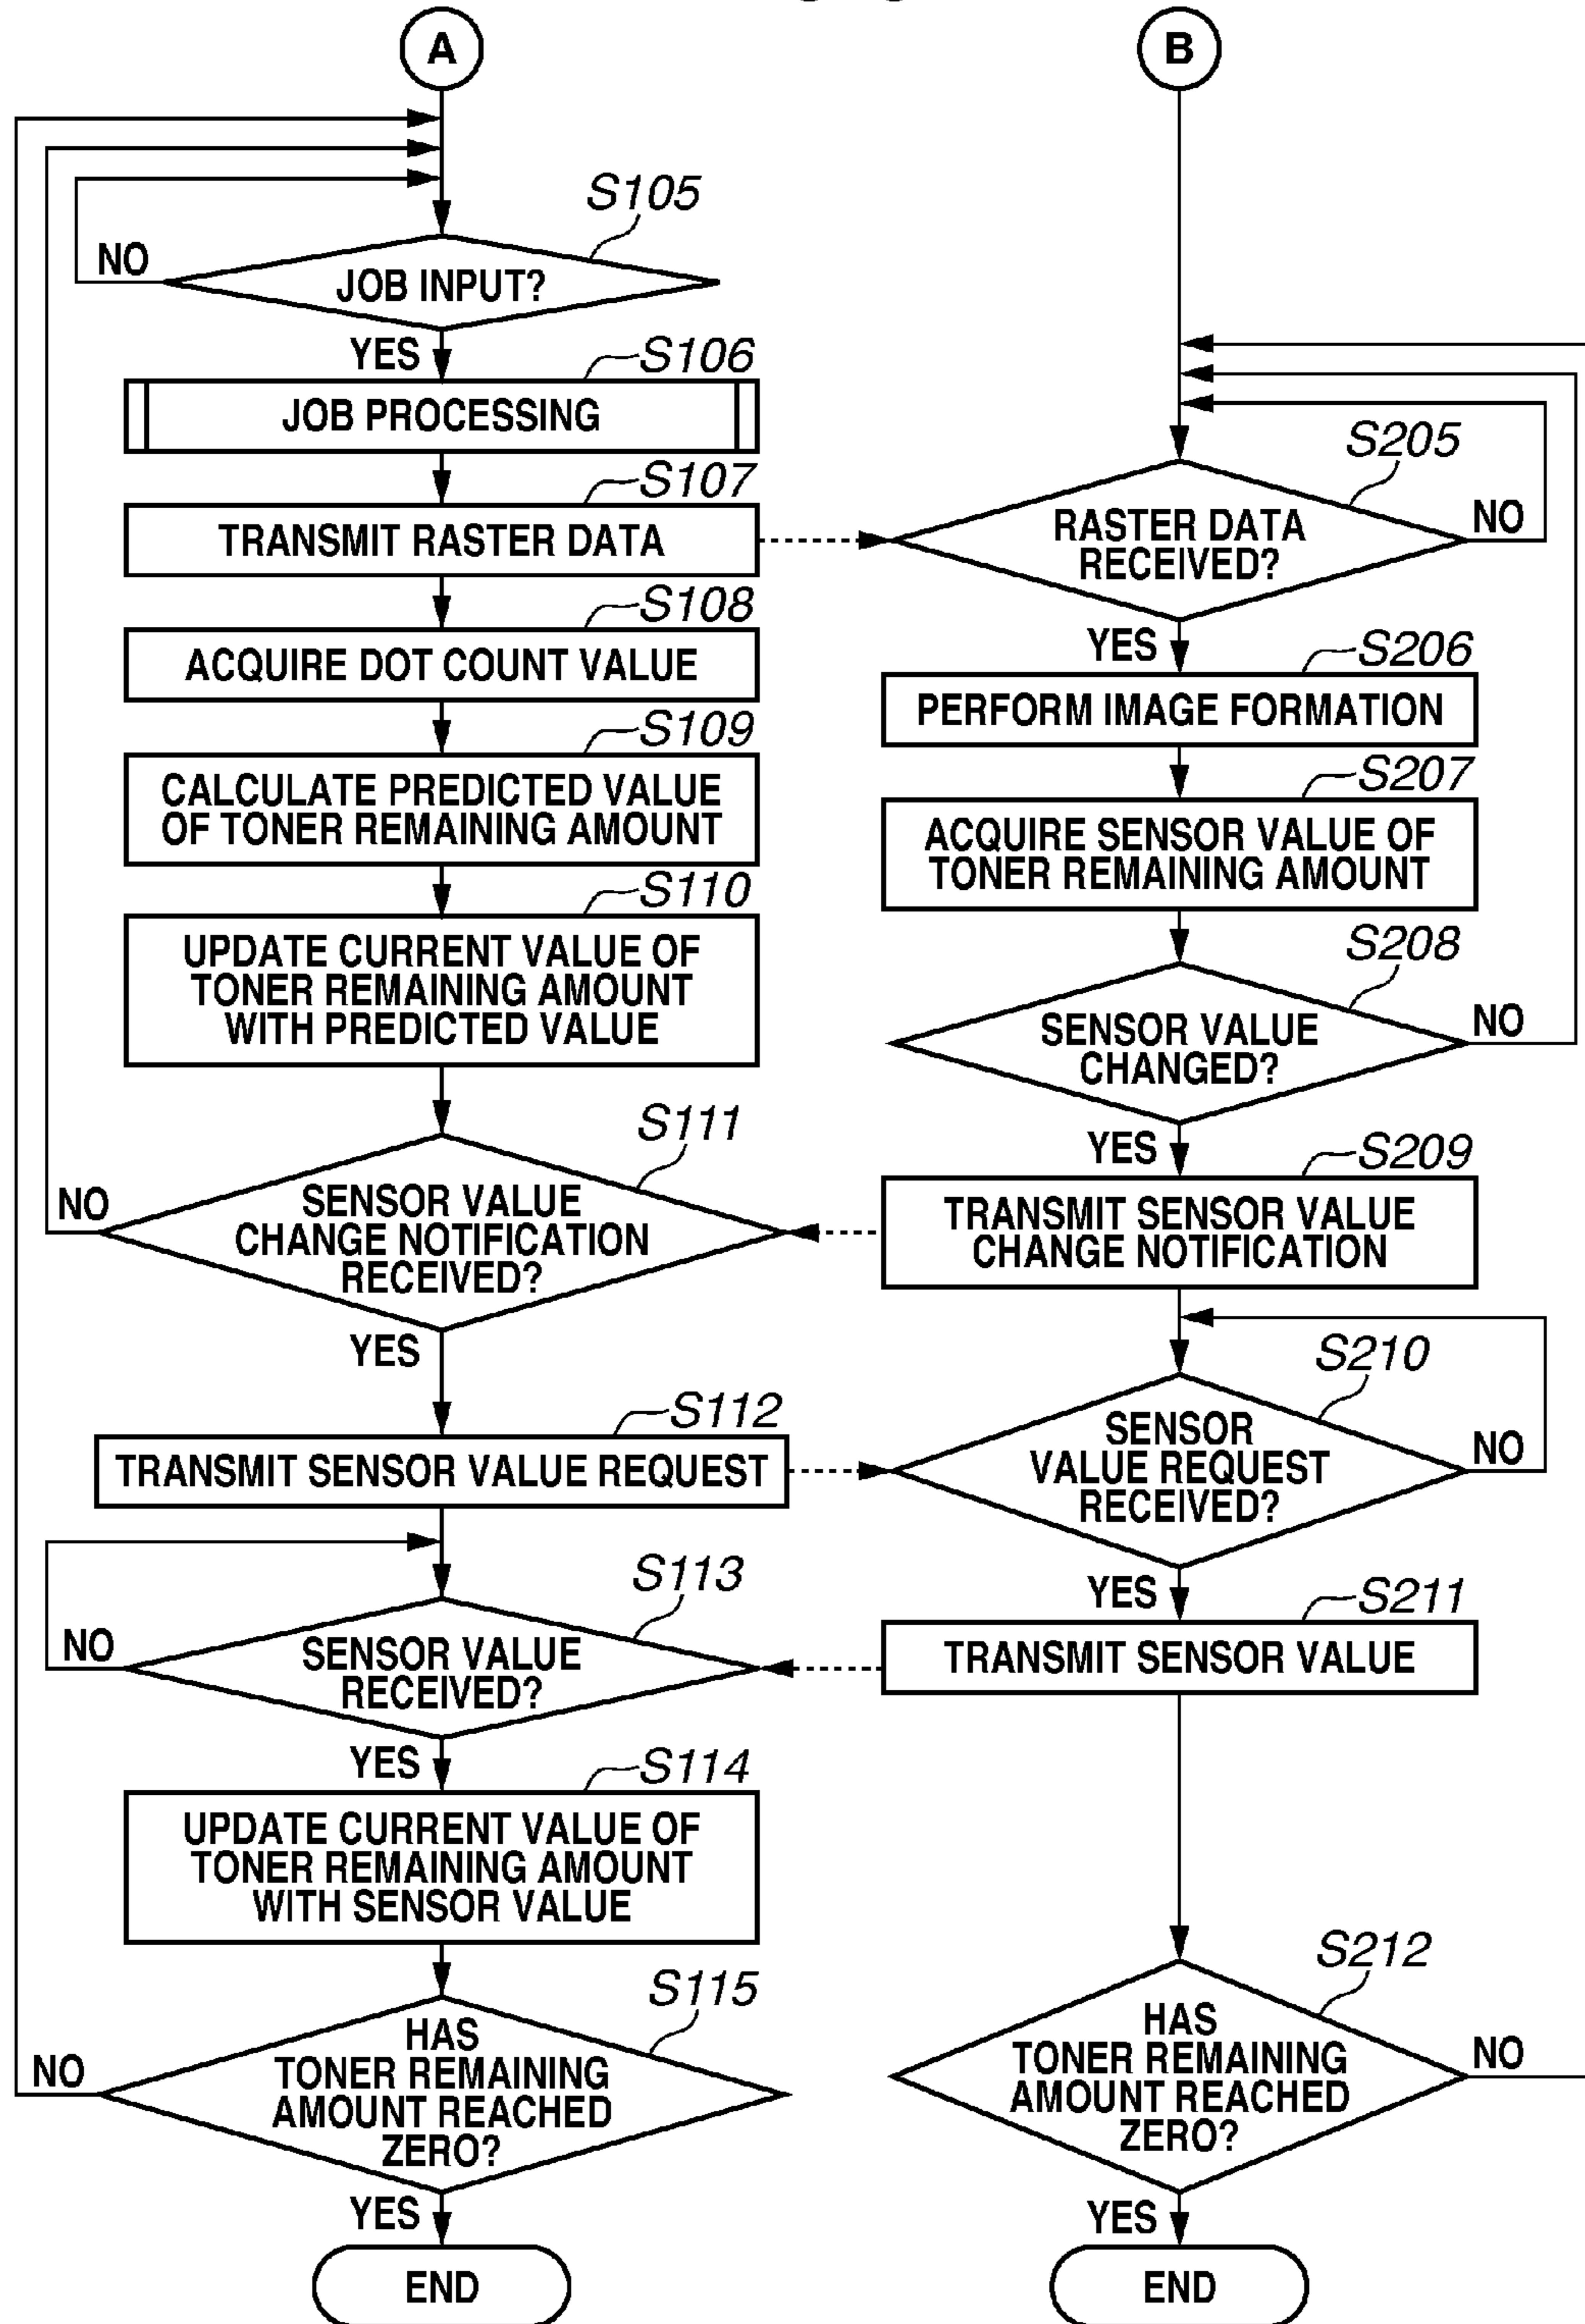 A
S105
NO
JOB INPUT?
YES
S106
JOB PROCESSING
S107
TRANSMIT RASTER DATA
S108
ACQUIRE DOT COUNT VALUE
S109
CALCULATE PREDICTED VALUE
OF TONER REMAINING AMOUNT
S110
UPDATE CURRENT VALUE OF
TONER REMAINING AMOUNT
WITH PREDICTED VALUE
S111
NO
SENSOR VALUE
CHANGE NOTIFICATION
RECEIVED?
YES
S112
TRANSMIT SENSOR VALUE REQUEST
S113
NO
SENSOR VALUE
RECEIVED?
YES
S114
UPDATE CURRENT VALUE OF
TONER REMAINING AMOUNT
WITH SENSOR VALUE
S115
NO
HAS
TONER REMAINING
AMOUNT REACHED
ZERO?
YES
END
B
S205
RASTER DATA
RECEIVED?
NO
YES
S206
PERFORM IMAGE FORMATION
S207
ACQUIRE SENSOR VALUE OF
TONER REMAINING AMOUNT
S208
SENSOR VALUE
CHANGED?
NO
YES
S209
TRANSMIT SENSOR VALUE
CHANGE NOTIFICATION
S210
SENSOR
VALUE REQUEST
RECEIVED?
NO
YES
S211
TRANSMIT SENSOR VALUE
S212
HAS
TONER REMAINING
AMOUNT REACHED
ZERO?
NO
YES
END